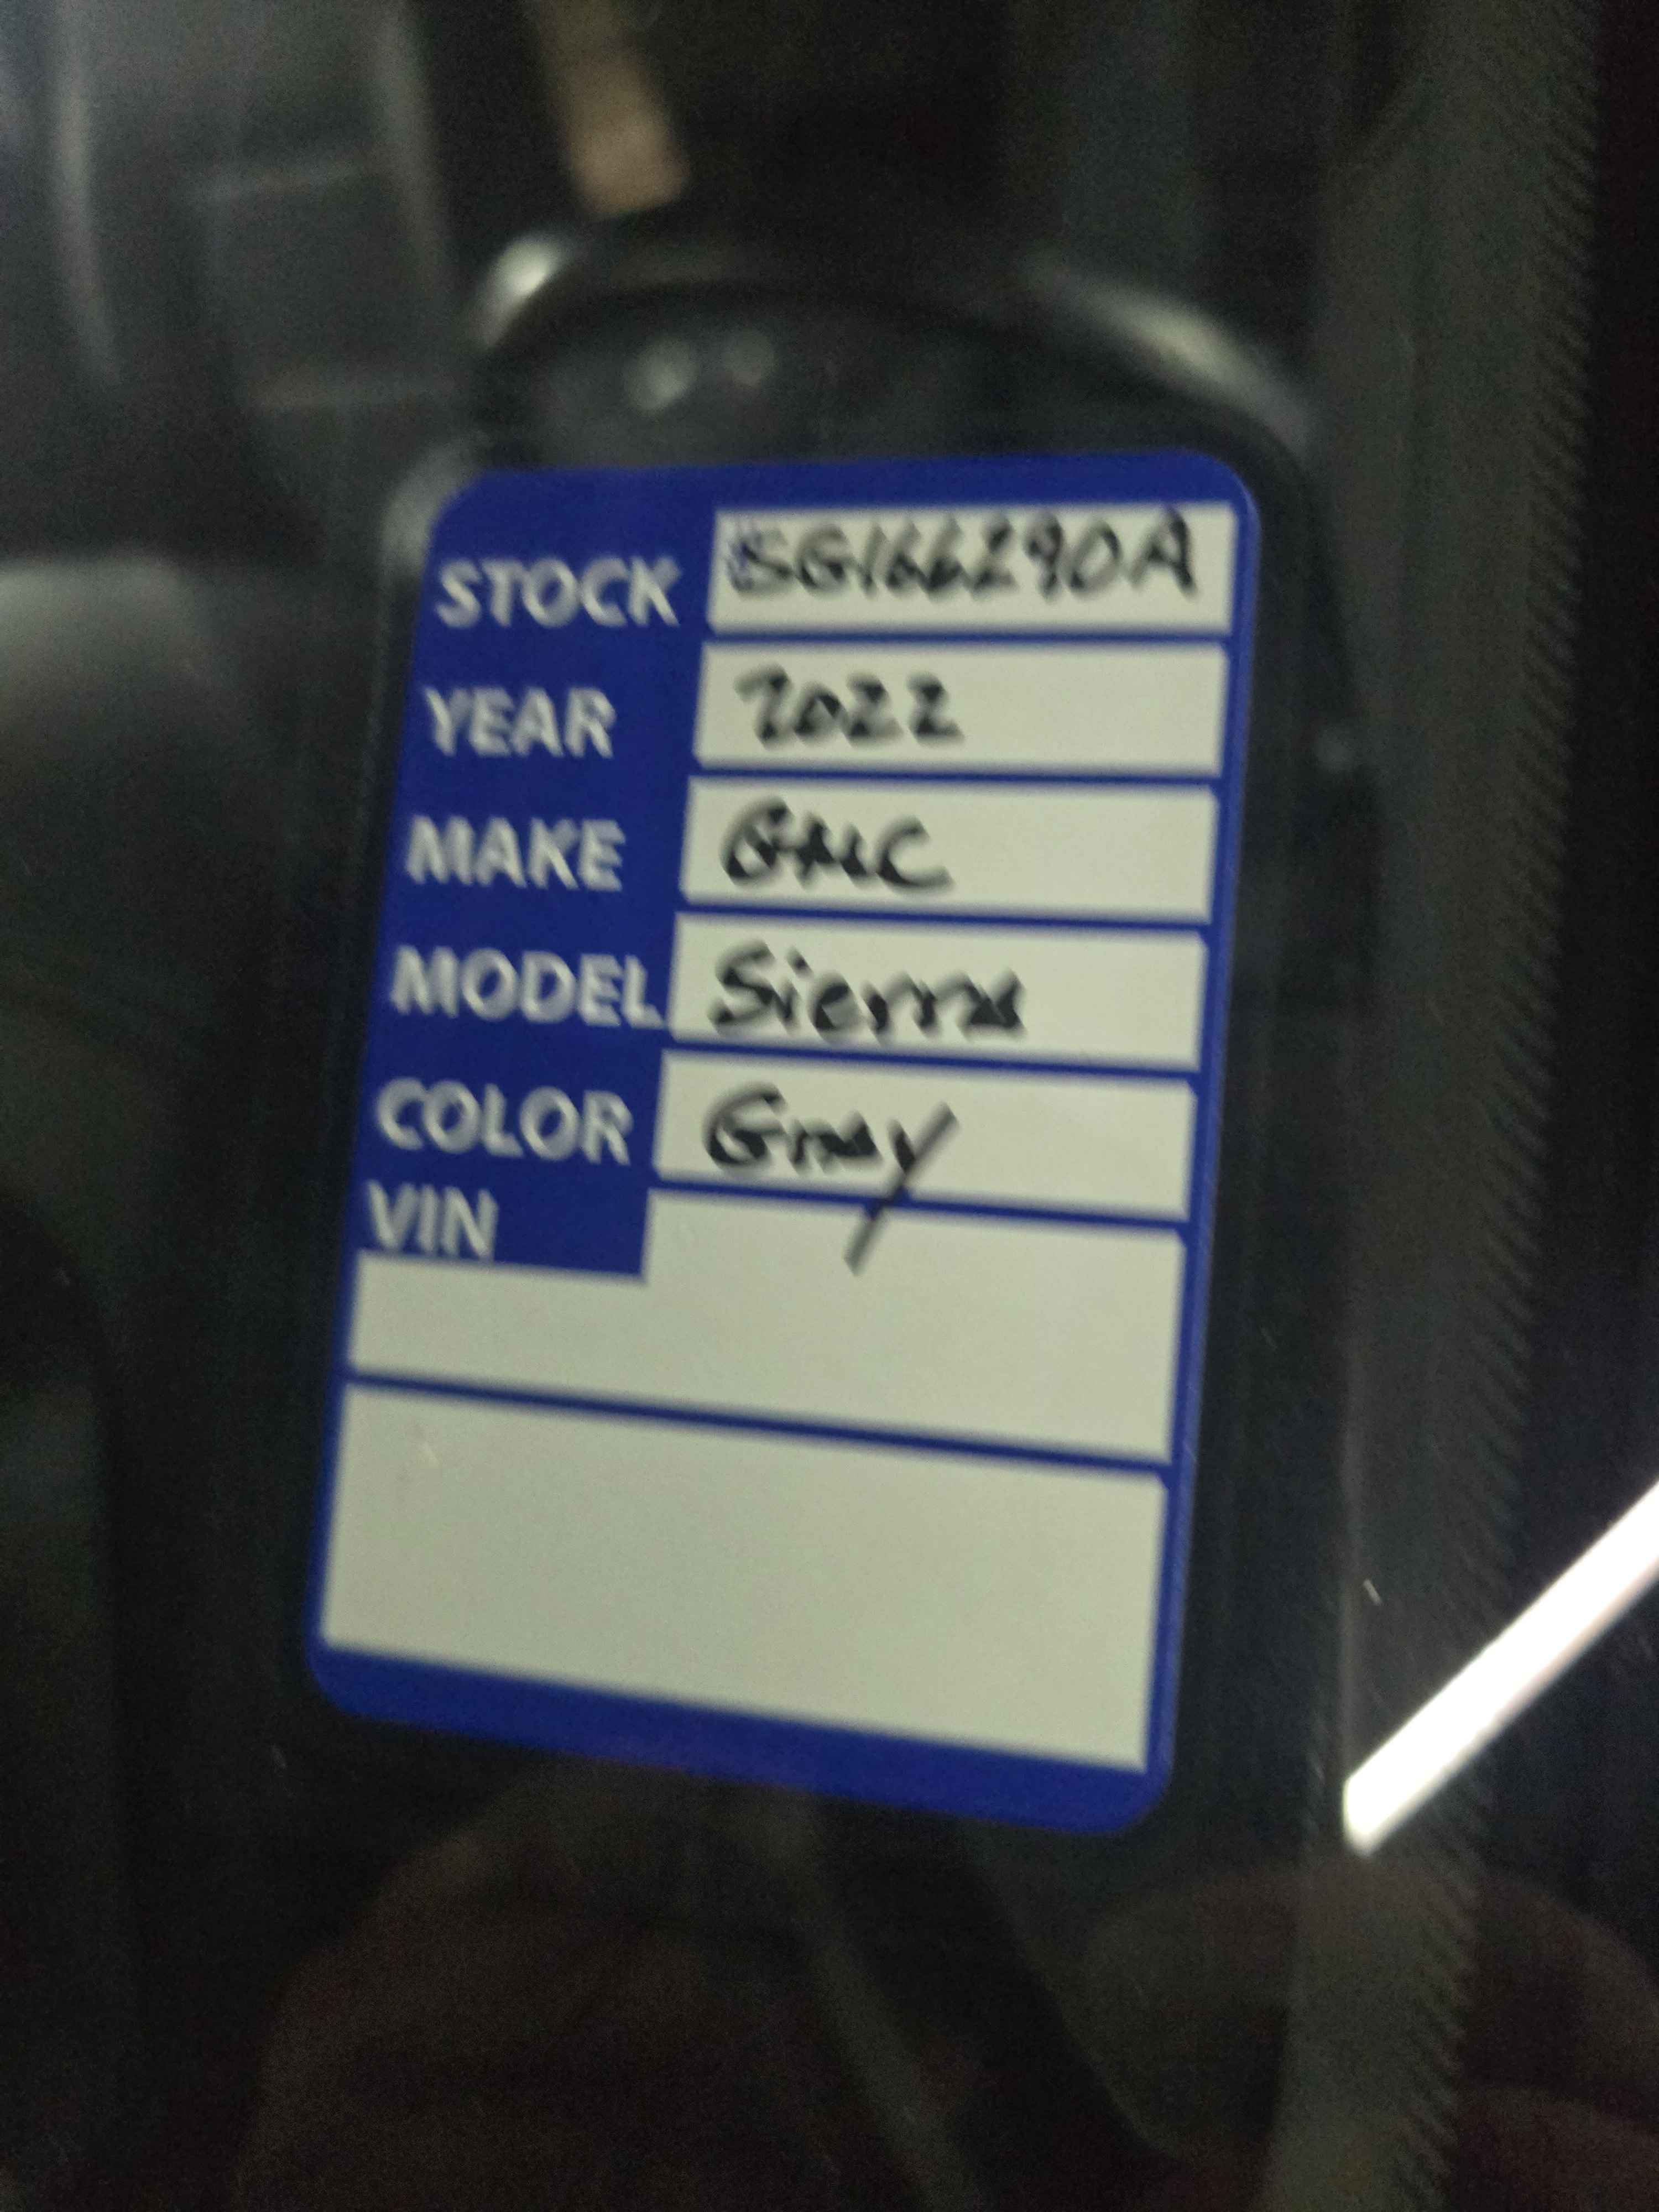 STOCK SG166290A
YEAR 2022
MAKE GMC
MODEL Sierra
COLOR Gray
VIN